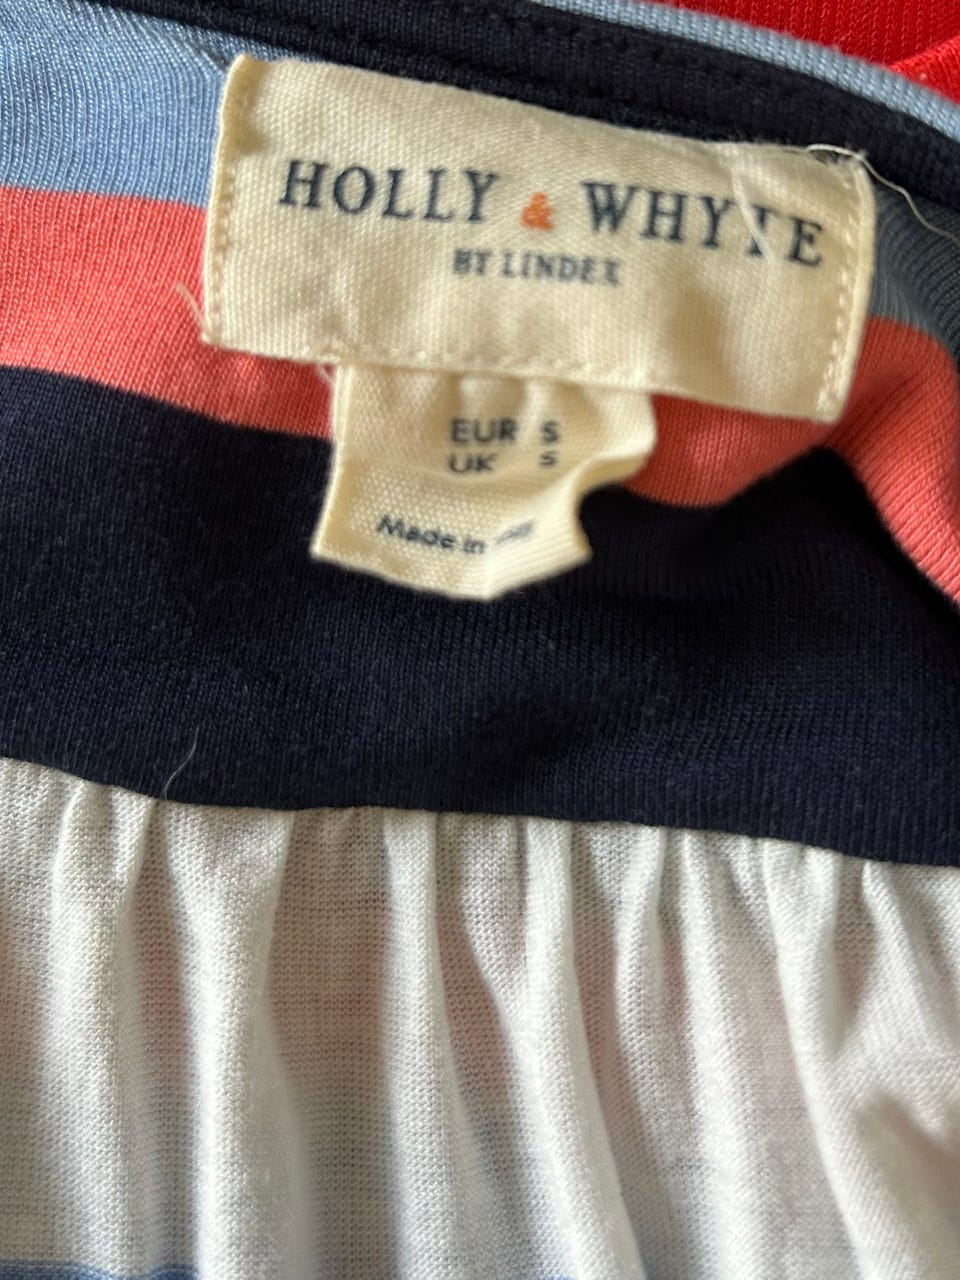 HOLLY & WHYTE
BY LINDEX
EUR S
UK S
Made in